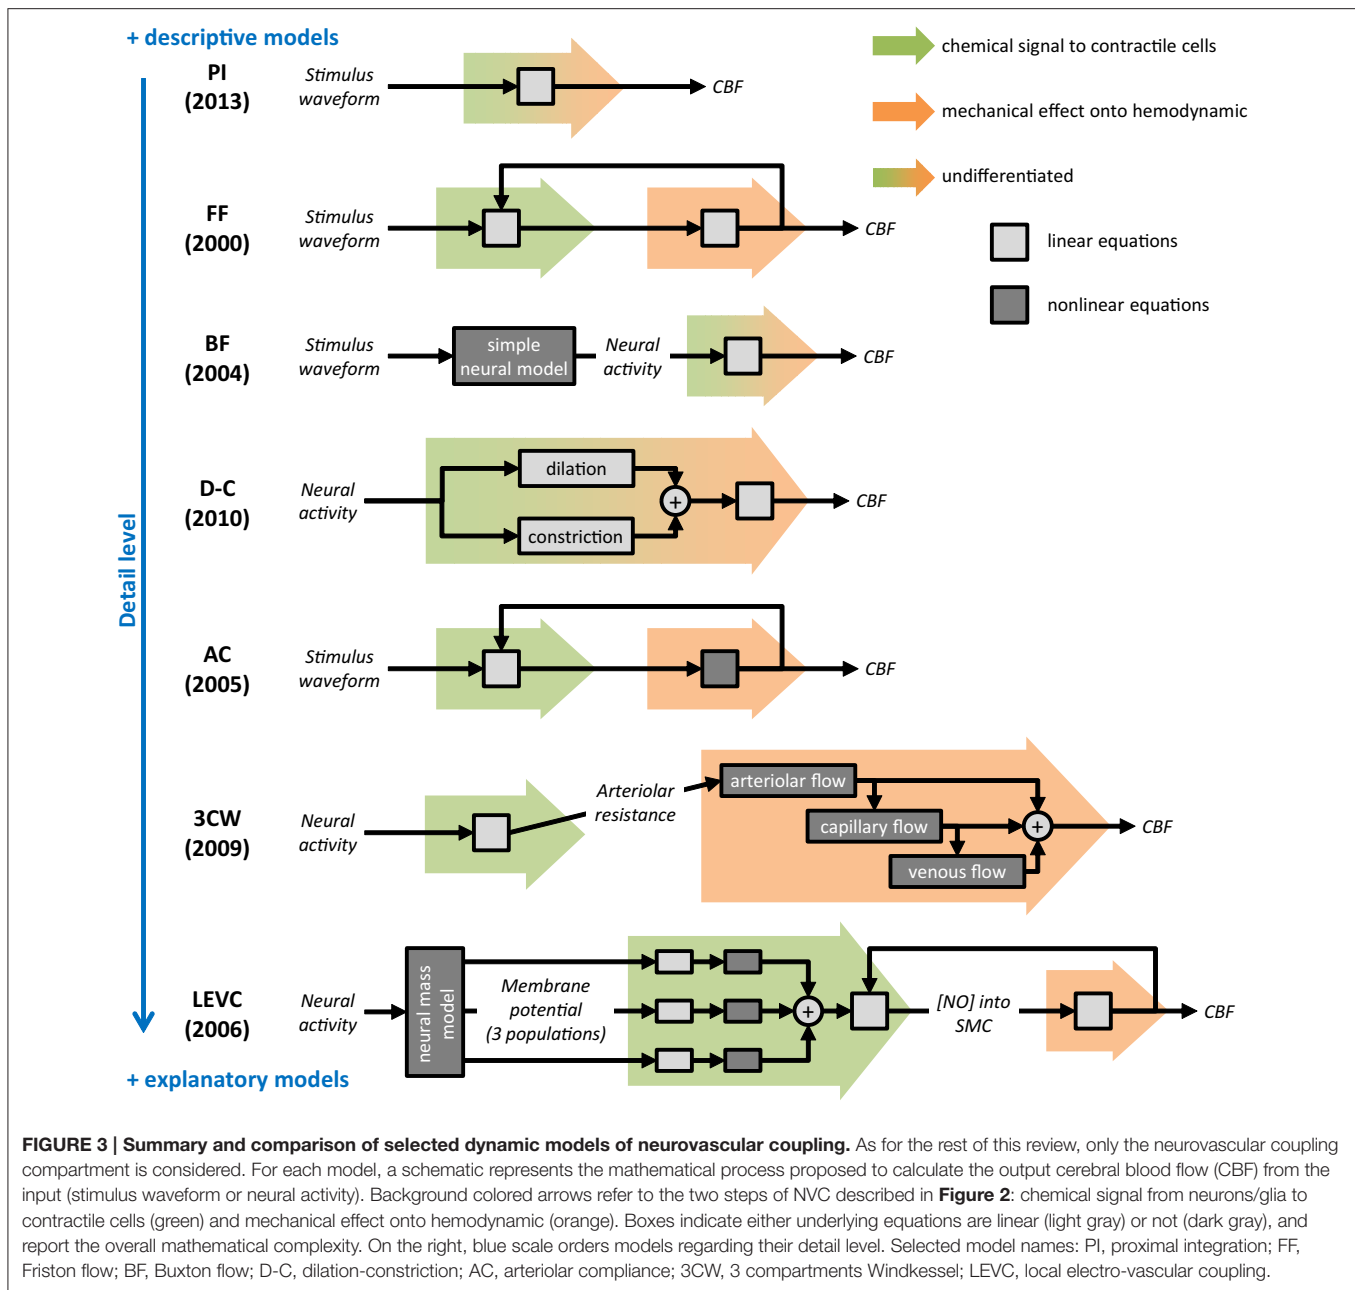 + descriptive models
PI
(2013)
Stimulus
waveform
CBF
chemical signal to contractile cells
mechanical effect onto hemodynamic
undifferentiated
linear equations
nonlinear equations
FF
(2000)
Stimulus
waveform
CBF
BF
(2004)
Stimulus
waveform
simple
neural model
Neural
activity
CBF
D-C
(2010)
Neural
activity
dilation
+
constriction
CBF
Detail level
AC
(2005)
Stimulus
waveform
CBF
3CW
(2009)
Neural
activity
Arteriolar
resistance
arteriolar flow
capillary flow
+
venous flow
CBF
LEVC
(2006)
Neural
activity
neural mass
model
Membrane
potential
(3 populations)
+
[NO] into
SMC
CBF
+ explanatory models
FIGURE 3 | Summary and comparison of selected dynamic models of neurovascular coupling. As for the rest of this review, only the neurovascular coupling
compartment is considered. For each model, a schematic represents the mathematical process proposed to calculate the output cerebral blood flow (CBF) from the
input (stimulus waveform or neural activity). Background colored arrows refer to the two steps of NVC described in Figure 2: chemical signal from neurons/glia to
contractile cells (green) and mechanical effect onto hemodynamic (orange). Boxes indicate either underlying equations are linear (light gray) or not (dark gray), and
report the overall mathematical complexity. On the right, blue scale orders models regarding their detail level. Selected model names: PI, proximal integration; FF,
Friston flow; BF, Buxton flow; D-C, dilation-constriction; AC, arteriolar compliance; 3CW, 3 compartments Windkessel; LEVC, local electro-vascular coupling.